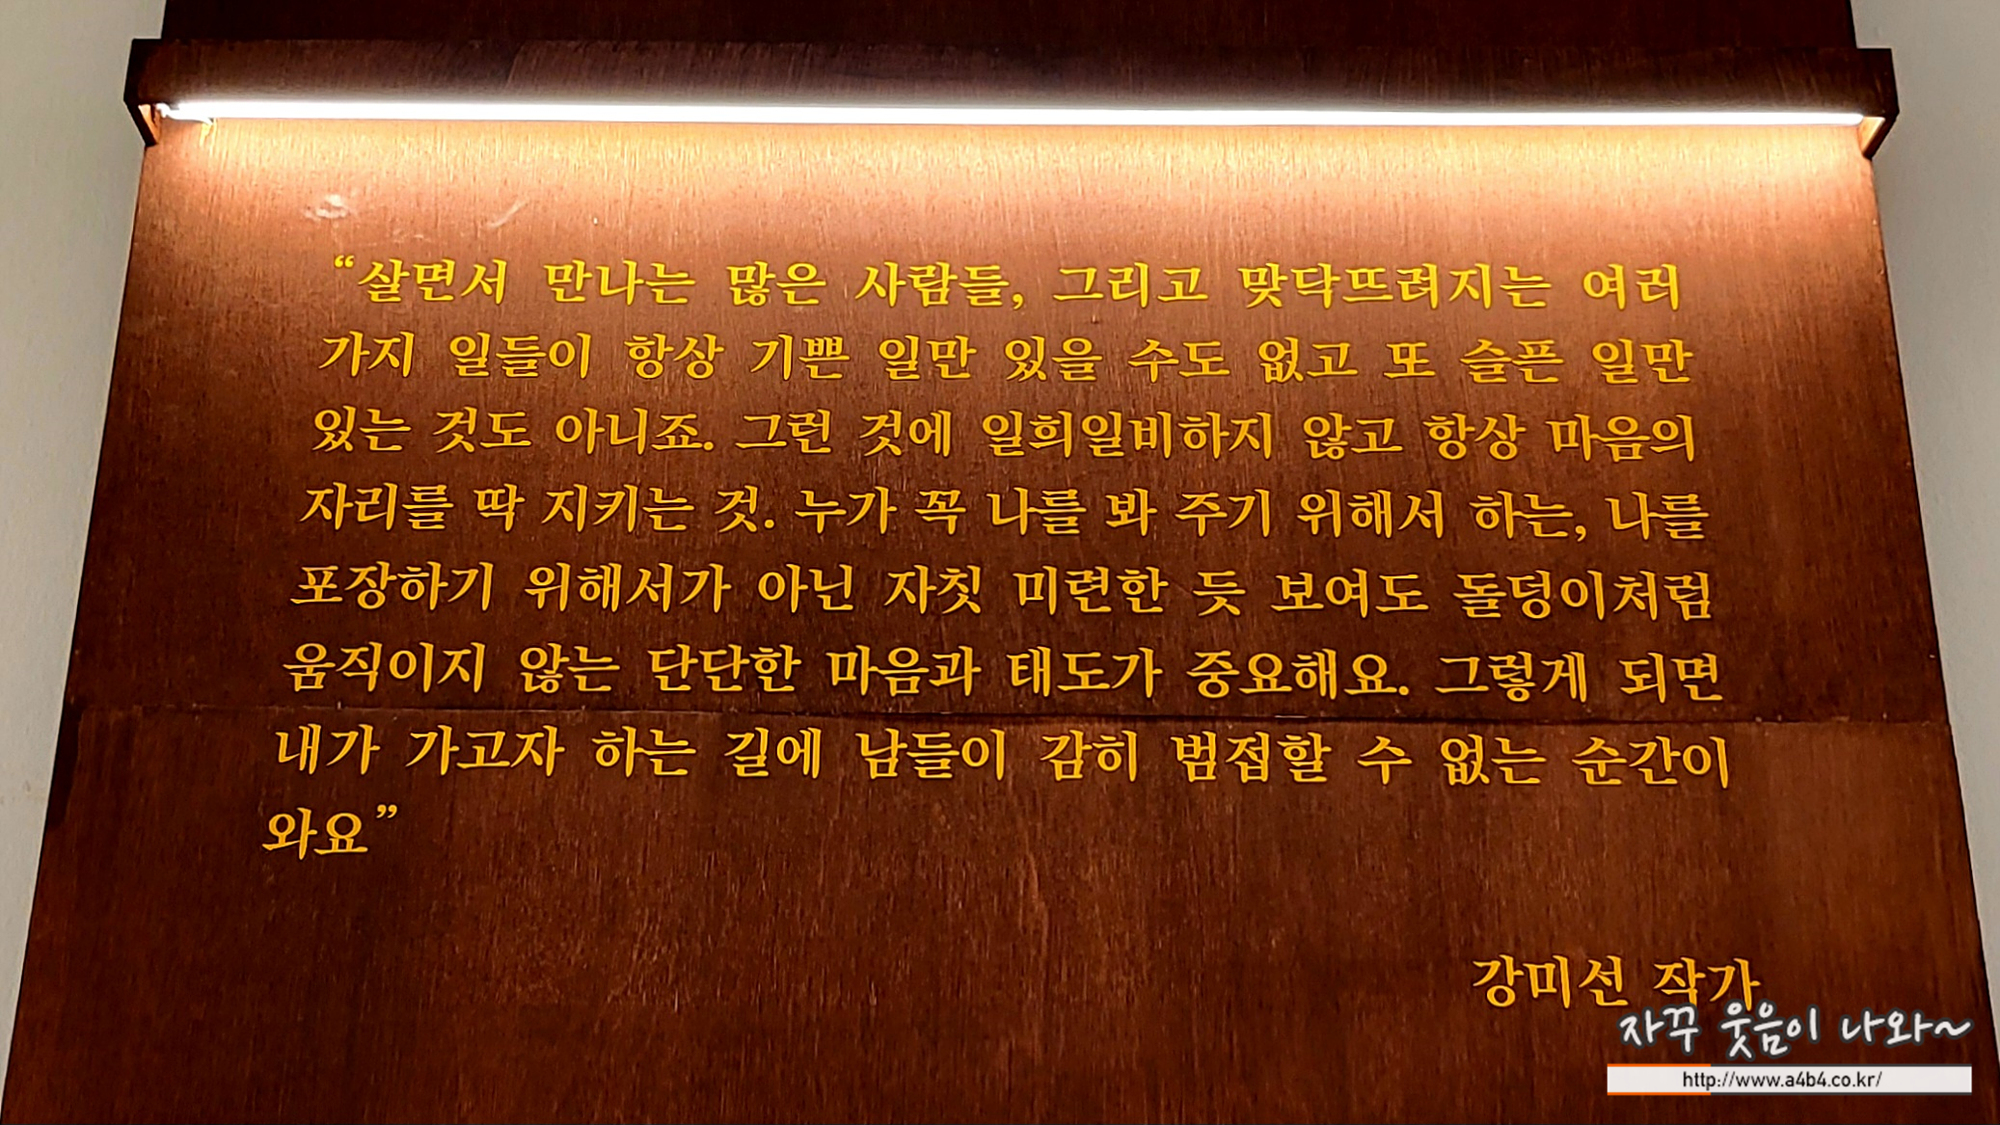 “살면서 만나는 많은 사람들, 그리고 맞닥뜨려지는 여러
가지 일들이 항상 기쁜 일만 있을 수도 없고 또 슬픈 일만
있는 것도 아니죠. 그런 것에 일희일비하지 않고 항상 마음의
자리를 딱 지키는 것. 누가 꼭 나를 봐 주기 위해서 하는, 나를
포장하기 위해서가 아닌 자칫 미련한 듯 보여도 돌덩이처럼
움직이지 않는 단단한 마음과 태도가 중요해요. 그렇게 되면
내가 가고자 하는 길에 남들이 감히 범접할 수 없는 순간이
와요”
강미선 작가
자꾸 웃음이 나와~
http://www.a4b4.co.kr/